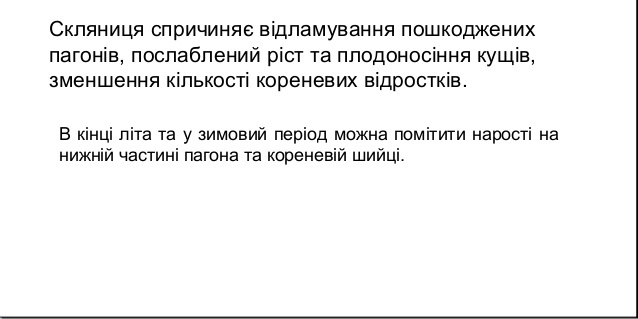 Скляниця спричиняє відламування пошкоджених
пагонів, послаблений ріст та плодоносіння кущів,
зменшення кількості кореневих відростків.
В кінці літа та у зимовий період можна помітити нарості на
нижній частині пагона та кореневій шийці.